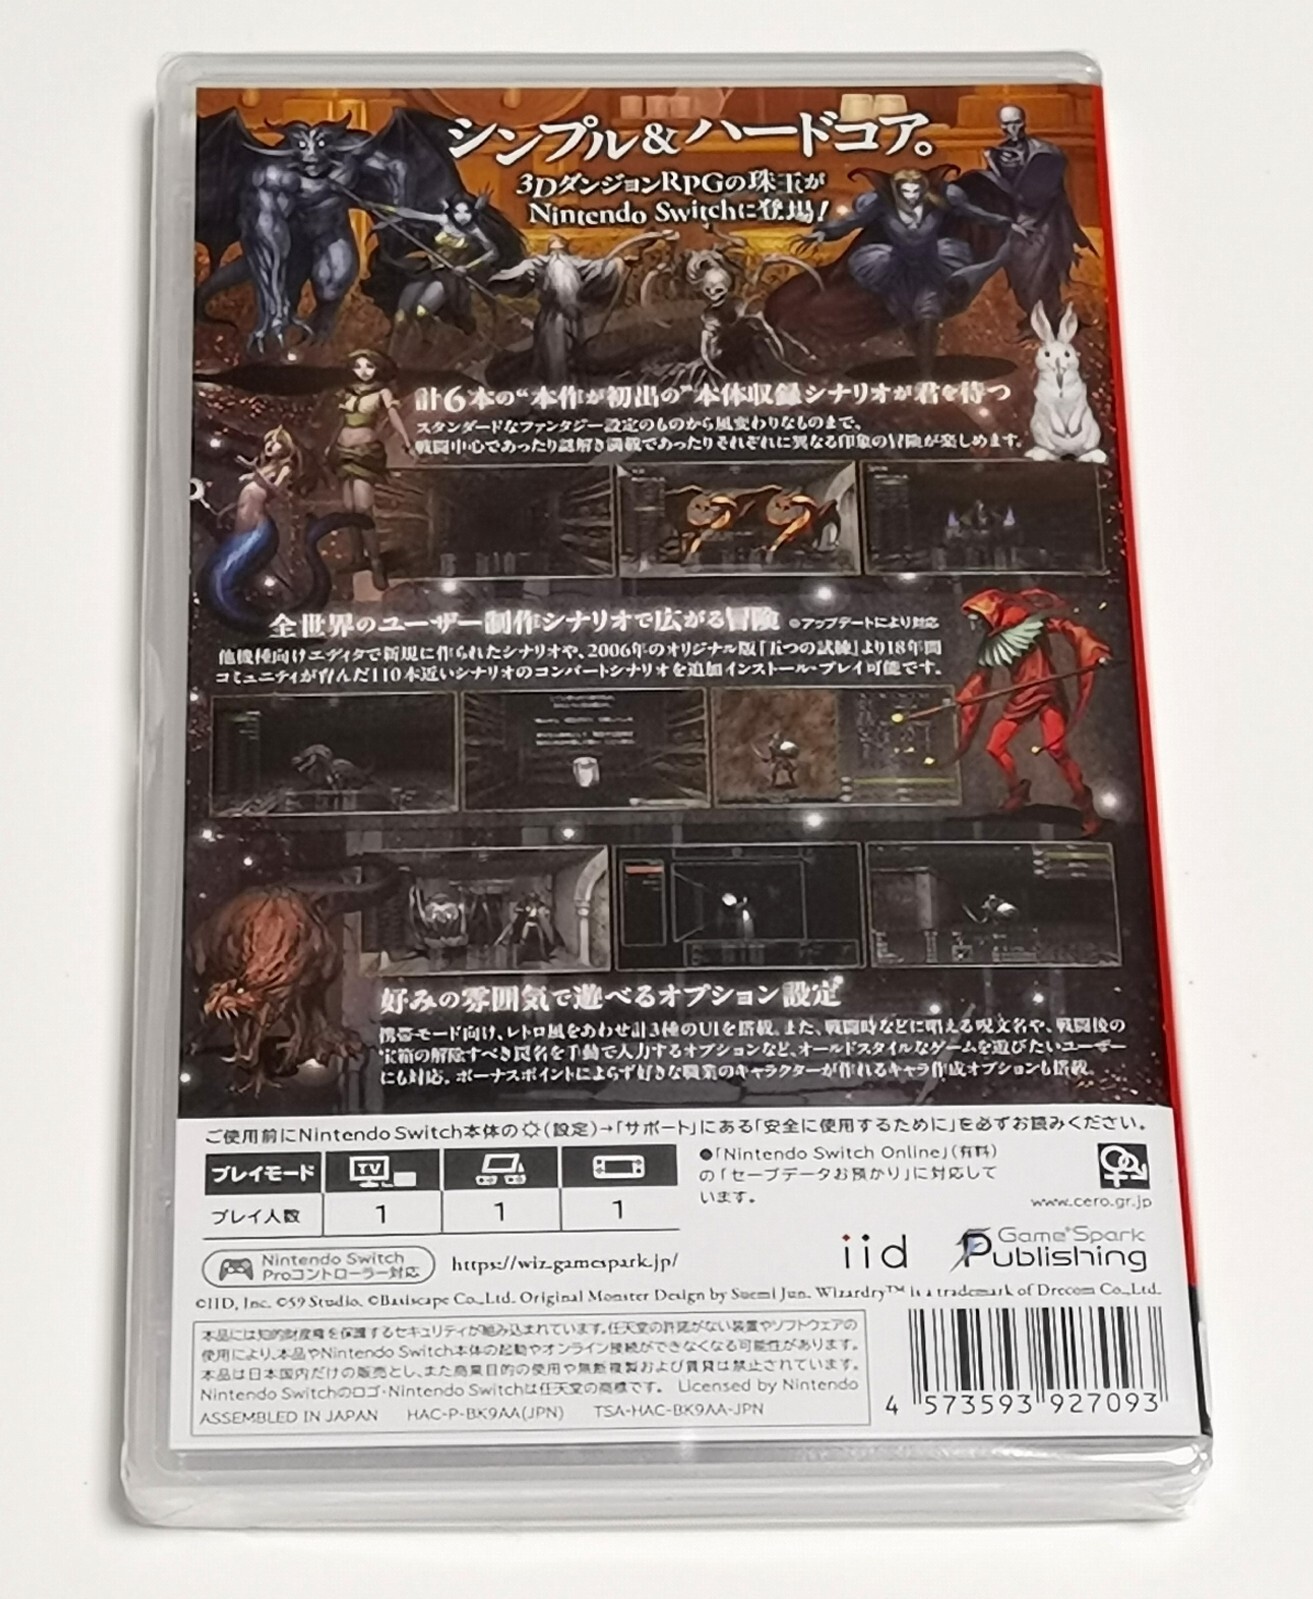 シンプル&ハードコア。
3DダンジョンRPGの珠玉が
Nintendo Switchに登場!
計6本の“本作が初出の”本体収録シナリオが君を待つ
スタンダードなファンタジー設定のものから風変わりなものまで、
戦闘中心であったり謎解き満載であったりそれぞれに異なる印象の冒険が楽しめます。
全世界のユーザー制作シナリオで広がる冒険 ※アップデートにより対応
他機種向けエディタで新規に作られたシナリオや、2006年のオリジナル版「五つの試練」より18年間
コミュニティが育んだ110本近いシナリオのコンバートシナリオを追加インストール・プレイ可能です。
好みの雰囲気で遊べるオプション設定
携帯モード向け、レトロ風をあわせ計3種のUIを搭載。また、戦闘時などに唱える呪文名や、戦闘後の
宝箱の解除すべき罠名を手動で入力するオプションなど、オールドスタイルなゲームを遊びたいユーザー
にも対応。ボーナスポイントによらず好きな職業のキャラクターが作れるキャラ作成オプションも搭載。
ご使用前にNintendo Switch本体の(設定)→「サポート」にある「安全に使用するために」を必ずお読みください。
プレイモード TV
プレイ人数 1 1 1
●「Nintendo Switch Online」(有料)
の「セーブデータお預かり」に対応して
います。
www.cero.gr.jp
Nintendo Switch
Proコントローラー対応
https://wiz.gamespark.jp/
iid
Game*Spark
Publishing
©IID, Inc. ©59 Studio. ©Basiscape Co.,Ltd. Original Monster Design by Suemi Jun. Wizardry™ is a trademark of Drecom Co.,Ltd.
本品には知的財産権を保護するセキュリティが組み込まれています。任天堂の許諾がない装置やソフトウェアの
使用により、本品やNintendo Switch本体の起動やオンライン接続ができなくなる可能性があります。
本品は日本国内だけの販売とし、また商業目的の使用や無断複製および賃貸は禁止されています。
Nintendo Switchのロゴ・Nintendo Switchは任天堂の商標です。 Licensed by Nintendo
ASSEMBLED IN JAPAN HAC-P-BK9AA(JPN) TSA-HAC-BK9AA-JPN
4 573593 927093